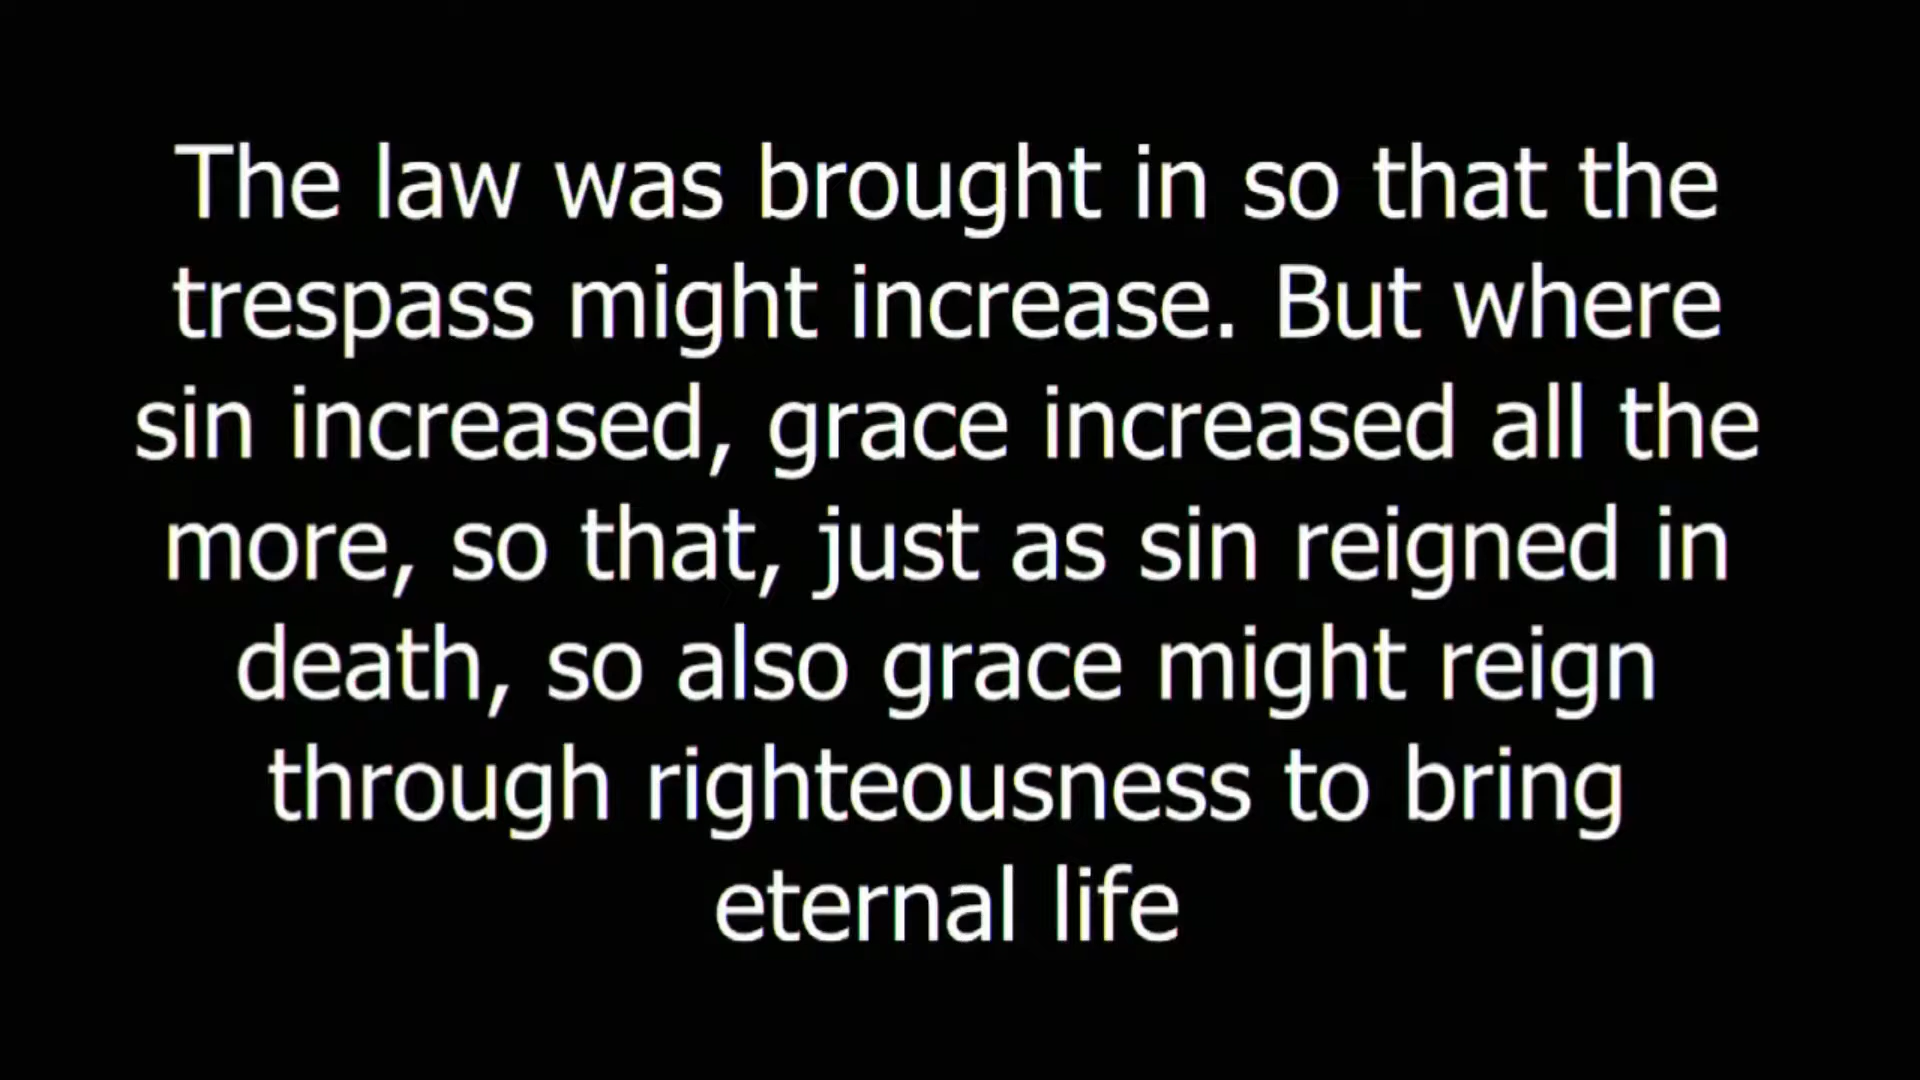 The law was brought in so that the
trespass might increase. But where
sin increased, grace increased all the
more, so that, just as sin reigned in
death, so also grace might reign
through righteousness to bring
eternal life